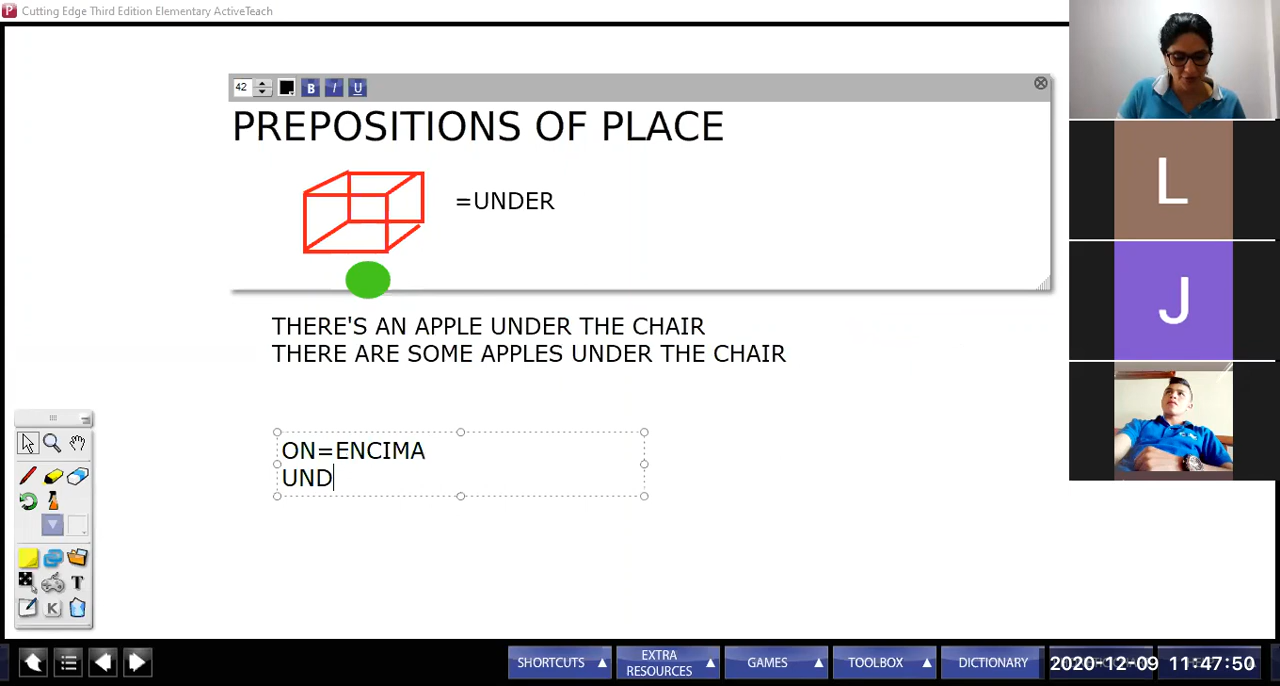 Cutting Edge Third Edition Elementary ActiveTeach
42 B I U
PREPOSITIONS OF PLACE
=UNDER
THERE'S AN APPLE UNDER THE CHAIR
THERE ARE SOME APPLES UNDER THE CHAIR
ON=ENCIMA
UND
L
J
T
K
SHORTCUTS
EXTRA
RESOURCES
GAMES
TOOLBOX
DICTIONARY
2020-12-09 11:47:50